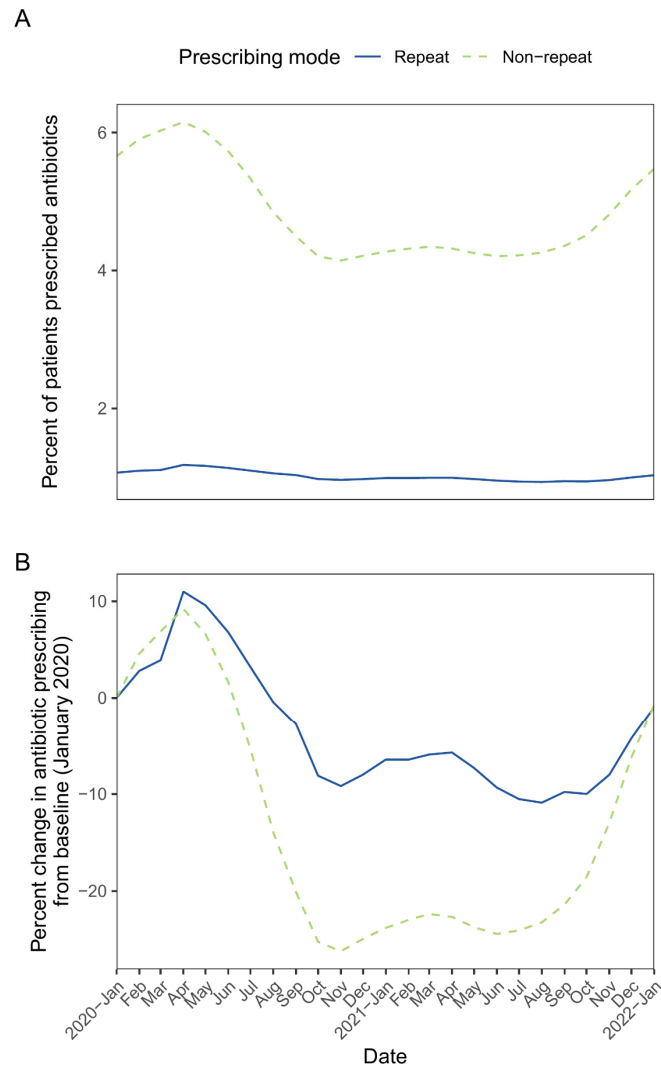 A
Prescribing mode Repeat Non−repeat
Percent of patients prescribed antibiotics
6
4
2
B
Percent change in antibiotic prescribing
from baseline (January 2020)
10
0
−10
−20
2020−Jan
Feb
Mar
Apr
May
Jun
Jul
Aug
Sep
Oct
Nov
Dec
2021−Jan
Feb
Mar
Apr
May
Jun
Jul
Aug
Sep
Oct
Nov
Dec
2022−Jan
Date